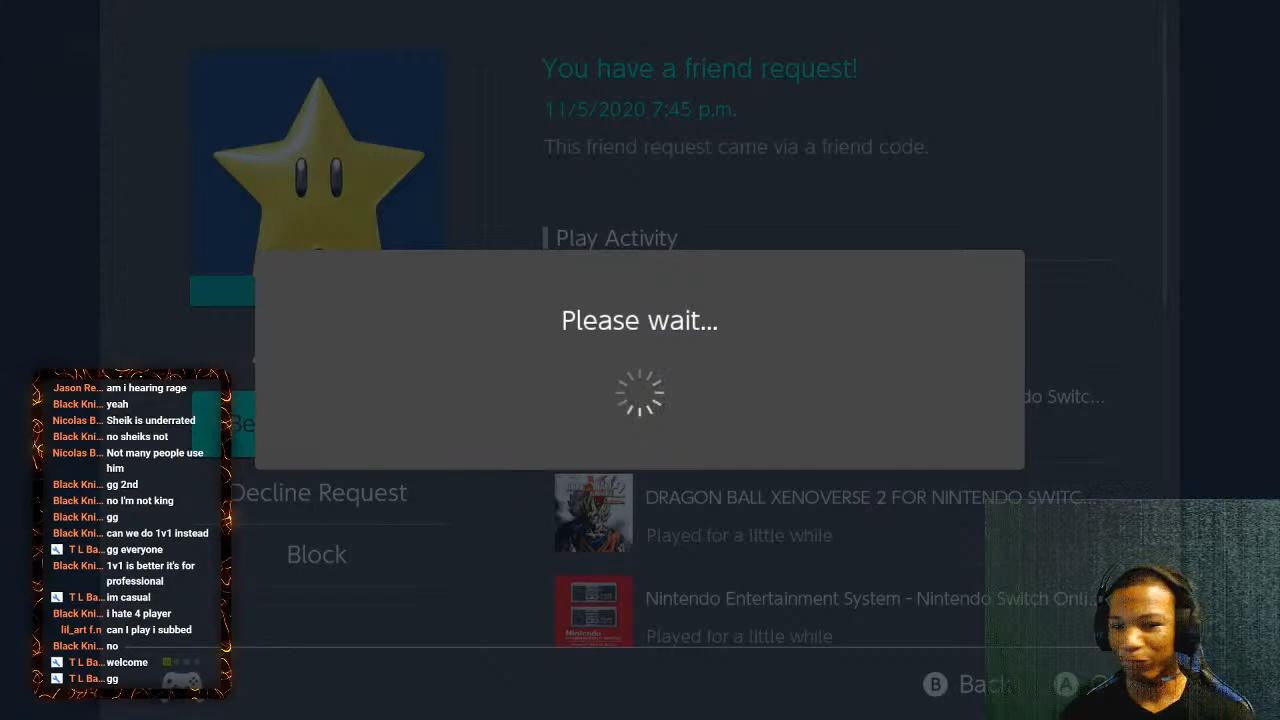 You have a friend request!
11/5/2020 7:45 p.m.
This friend request came via a friend code.
Play Activity
Please wait...
Decline Request
Block
DRAGON BALL XENOVERSE 2 FOR NINTENDO SWITC...
Played for a little while
Nintendo Entertainment System - Nintendo Switch Onli...
Played for a little while
B Back
A
Jason Re... am i hearing rage
Black Kni... yeah
Nicolas B... Sheik is underrated
Black Kni... no sheiks not
Nicolas B... Not many people use
him
Black Kni... gg 2nd
Black Kni... no I'm not king
Black Kni... gg
Black Kni... can we do 1v1 instead
T L Ba... gg everyone
Black Kni... 1v1 is better it's for
professional
T L Ba... im casual
Black Kni... i hate 4 player
lil_art f.n can I play i subbed
Black Kni... no
T L Ba... welcome
T L Ba... gg